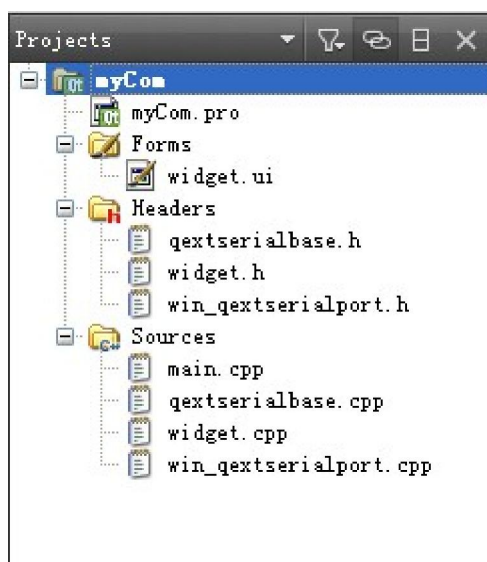 Projects
myCom
myCom.pro
Forms
widget.ui
Headers
qextserialbase.h
widget.h
win_qextserialport.h
Sources
main.cpp
qextserialbase.cpp
widget.cpp
win_qextserialport.cpp